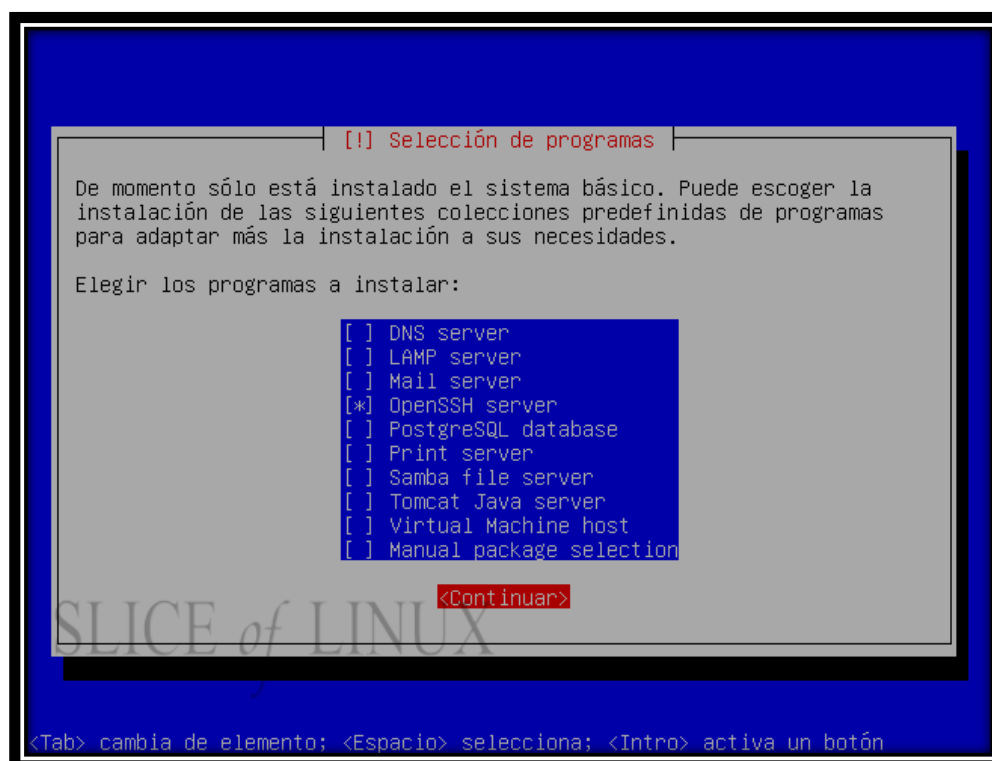 [!] Selección de programas
De momento sólo está instalado el sistema básico. Puede escoger la
instalación de las siguientes colecciones predefinidas de programas
para adaptar más la instalación a sus necesidades.
Elegir los programas a instalar:
[ ] DNS server
[ ] LAMP server
[ ] Mail server
[*] OpenSSH server
[ ] PostgreSQL database
[ ] Print server
[ ] Samba file server
[ ] Tomcat Java server
[ ] Virtual Machine host
[ ] Manual package selection
<Continuar>
SLICE of LINUX
<Tab> cambia de elemento; <Espacio> selecciona; <Intro> activa un botón